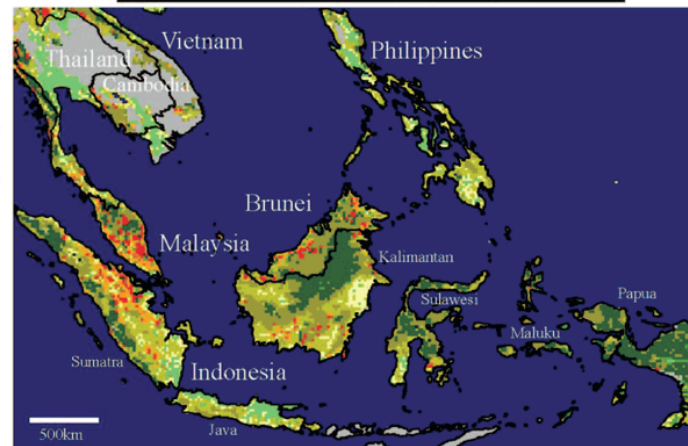 Vietnam
Thailand
Cambodia
Philippines
Brunei
Malaysia
Kalimantan
Sulawesi
Papua
Maluku
Sumatra
Indonesia
Java
500km